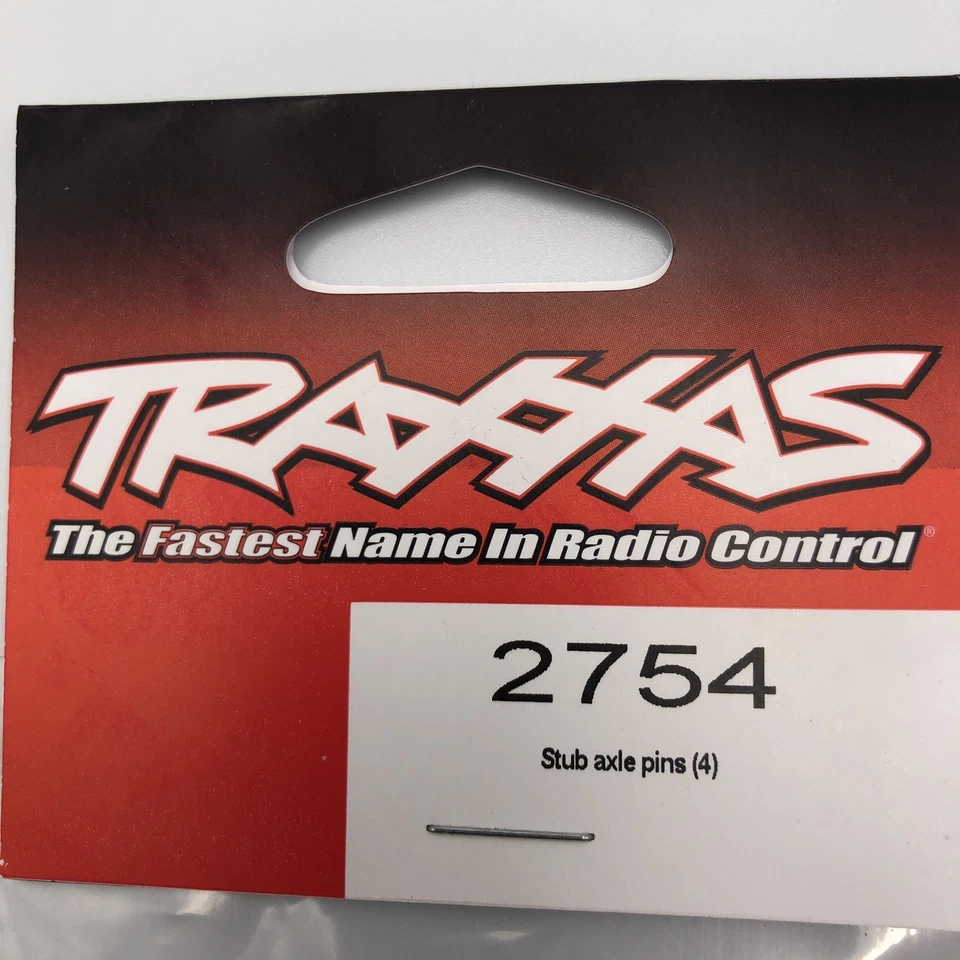 TRAXXAS
The Fastest Name In Radio Control®
2754
Stub axle pins (4)